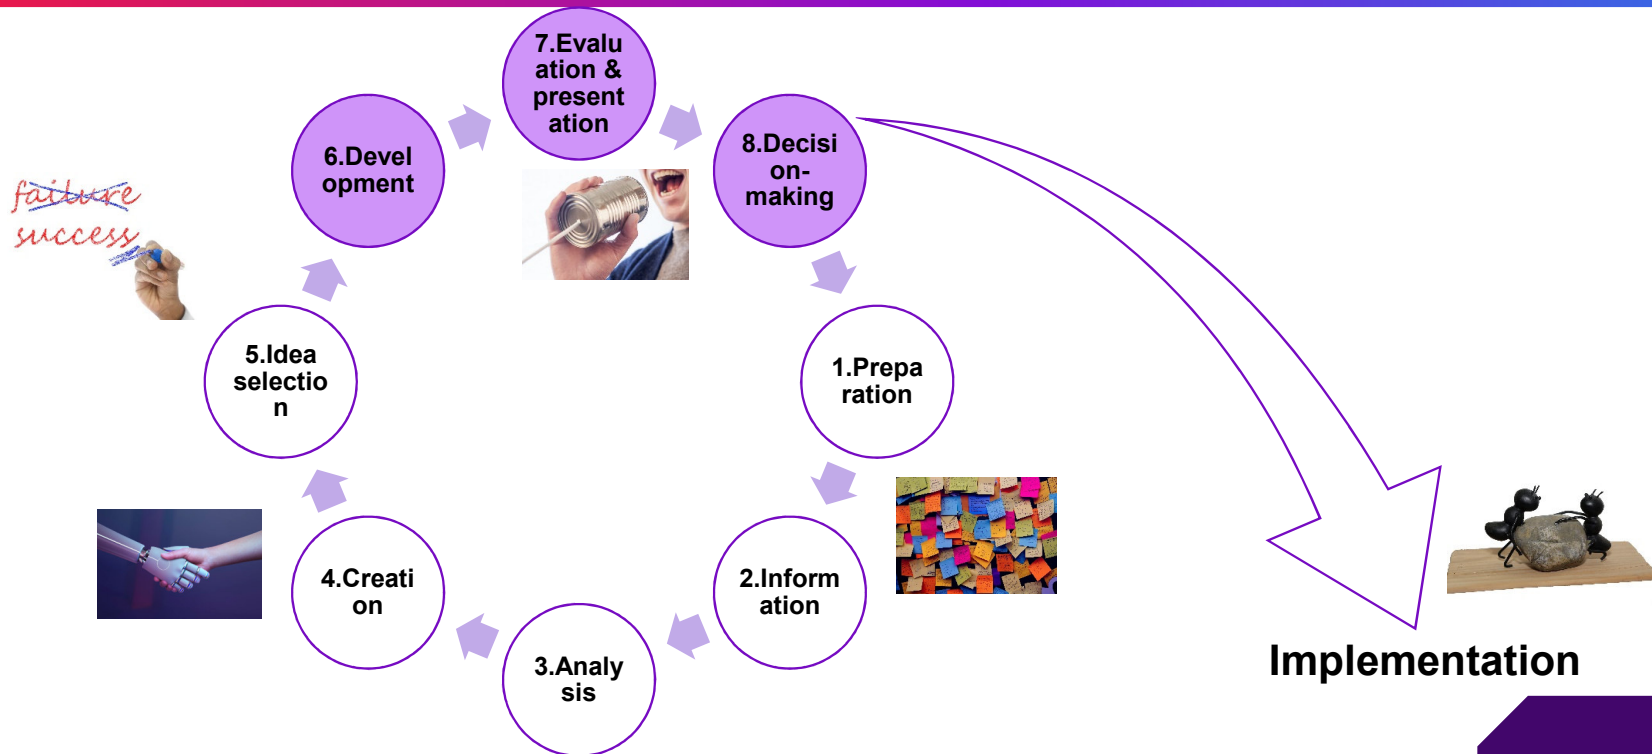 7.Evalu
ation &
present
ation
6.Devel
opment
8.Decisi
on-
making
failure
success
5.Idea
selectio
n
1.Prepa
ration
4.Creati
on
2.Inform
ation
3.Analy
sis
Implementation